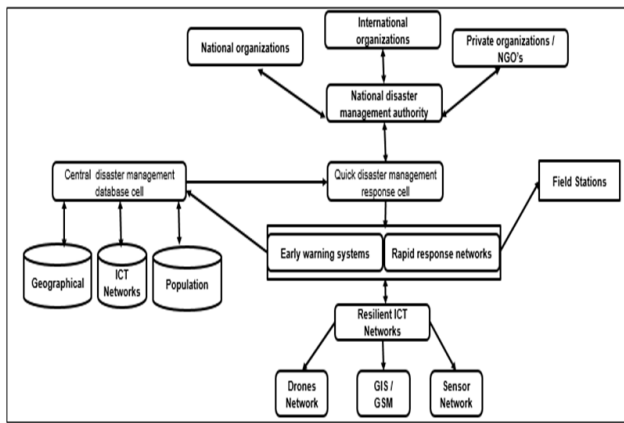 International
organizations
National organizations
Private organizations /
NGO's
National disaster
management authority
Central disaster management
database cell
Quick disaster management
response cell
Field Stations
Early warning systems
Rapid response networks
Geographical
ICT
Networks
Population
Resilient ICT
Networks
Drones
Network
GIS /
GSM
Sensor
Network